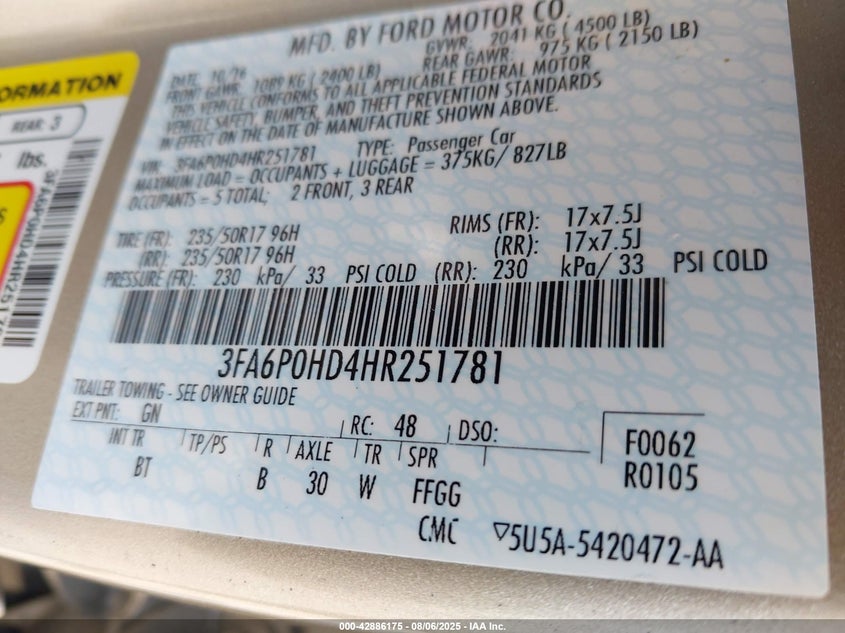 ORMATION
REAR: 3
lbs.
S
3FA6P0HD4HR25178
MFD. BY FORD MOTOR CO.
DATE: 10/16 GVWR: 2041 KG ( 4500 LB)
FRONT GAWR: 1089 KG ( 2400 LB) REAR GAWR: 975 KG ( 2150 LB)
THIS VEHICLE CONFORMS TO ALL APPLICABLE FEDERAL MOTOR
VEHICLE SAFETY, BUMPER, AND THEFT PREVENTION STANDARDS
IN EFFECT ON THE DATE OF MANUFACTURE SHOWN ABOVE.
VIN: 3FA6P0HD4HR251781 TYPE: Passenger Car
MAXIMUM LOAD = OCCUPANTS + LUGGAGE = 375KG/ 827LB
OCCUPANTS = 5 TOTAL; 2 FRONT, 3 REAR
TIRE (FR): 235/50R17 96H RIMS (FR): 17x7.5J
(RR): 235/50R17 96H (RR): 17x7.5J
PRESSURE (FR): 230 kPa/ 33 PSI COLD (RR): 230 kPa/ 33 PSI COLD
3FA6P0HD4HR251781
TRAILER TOWING - SEE OWNER GUIDE
EXT PNT: GN RC: 48 DSO: F0062
INT TR TP/PS R AXLE TR SPR R0105
BT B 30 W FFGG
CMC ▽5U5A-5420472-AA
000-42886175 - 08/06/2025 - IAA Inc.